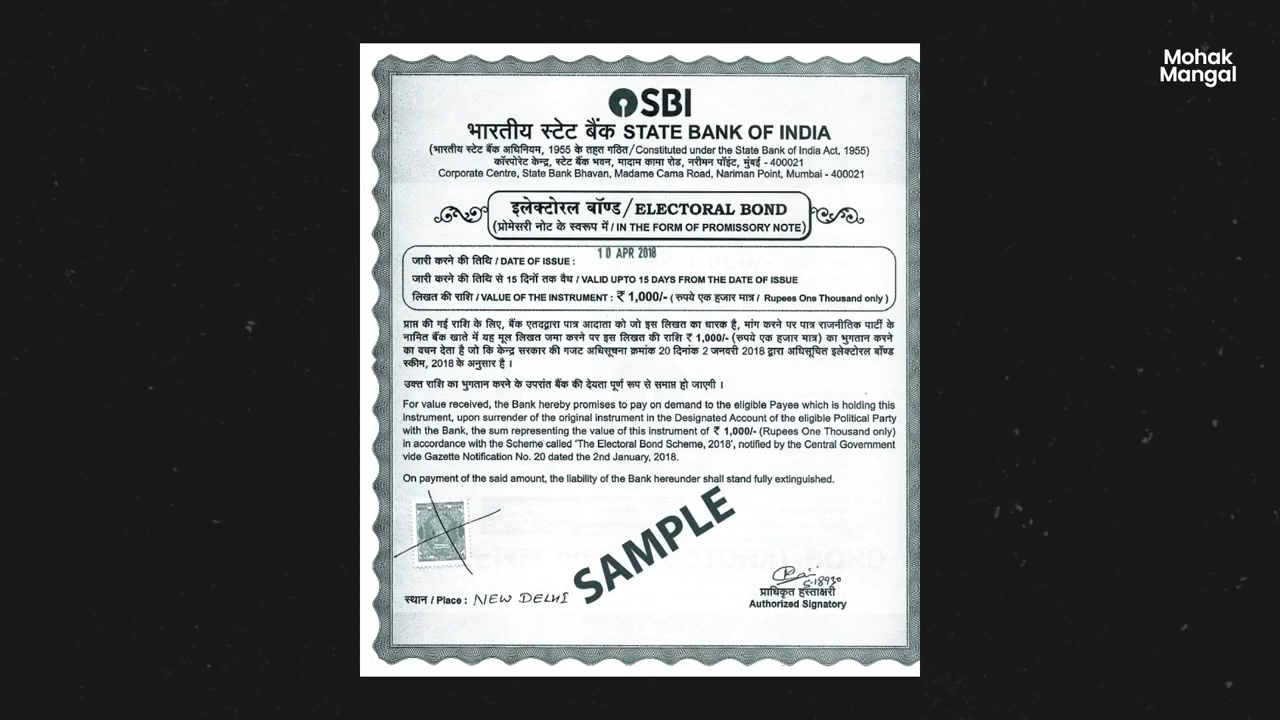 Mohak
Mangal
SBI
भारतीय स्टेट बैंक STATE BANK OF INDIA
(भारतीय स्टेट बैंक अधिनियम, 1955 के तहत गठित/Constituted under the State Bank of India Act, 1955)
कॉरपोरेट केन्द्र, स्टेट बैंक भवन, मादाम कामा रोड, नरीमन पॉइंट, मुंबई - 400021
Corporate Centre, State Bank Bhavan, Madame Cama Road, Nariman Point, Mumbai - 400021
इलेक्टोरल बॉण्ड/ELECTORAL BOND
(प्रोमेसरी नोट के स्वरूप में/IN THE FORM OF PROMISSORY NOTE)
10 APR 2018
जारी करने की तिथि / DATE OF ISSUE :
जारी करने की तिथि से 15 दिनों तक वैध / VALID UPTO 15 DAYS FROM THE DATE OF ISSUE
लिखत की राशि / VALUE OF THE INSTRUMENT : ₹ 1,000/- (रुपये एक हजार मात्र / Rupees One Thousand only )
प्राप्त की गई राशि के लिए, बैंक एतदद्वारा पात्र आदाता को जो इस लिखत का धारक है, मांग करने पर पात्र राजनीतिक पार्टी के
नामित बैंक खाते में यह मूल लिखत जमा करने पर इस लिखत की राशि ₹ 1,000/- (रुपये एक हजार मात्र) का भुगतान करने
का वचन देता है जो कि केन्द्र सरकार की गजट अधिसूचना क्रमांक 20 दिनांक 2 जनवरी 2018 द्वारा अधिसूचित इलेक्टोरल बॉण्ड
स्कीम, 2018 के अनुसार है ।
उक्त राशि का भुगतान करने के उपरांत बैंक की देयता पूर्ण रूप से समाप्त हो जाएगी ।
For value received, the Bank hereby promises to pay on demand to the eligible Payee which is holding this
instrument, upon surrender of the original instrument in the Designated Account of the eligible Political Party
with the Bank, the sum representing the value of this instrument of ₹ 1,000/- (Rupees One Thousand only)
in accordance with the Scheme called 'The Electoral Bond Scheme, 2018', notified by the Central Government
vide Gazette Notification No. 20 dated the 2nd January, 2018.
On payment of the said amount, the liability of the Bank hereunder shall stand fully extinguished.
SAMPLE
S-18930
स्थान / Place : NEW DELHI
प्राधिकृत हस्ताक्षरी
Authorized Signatory